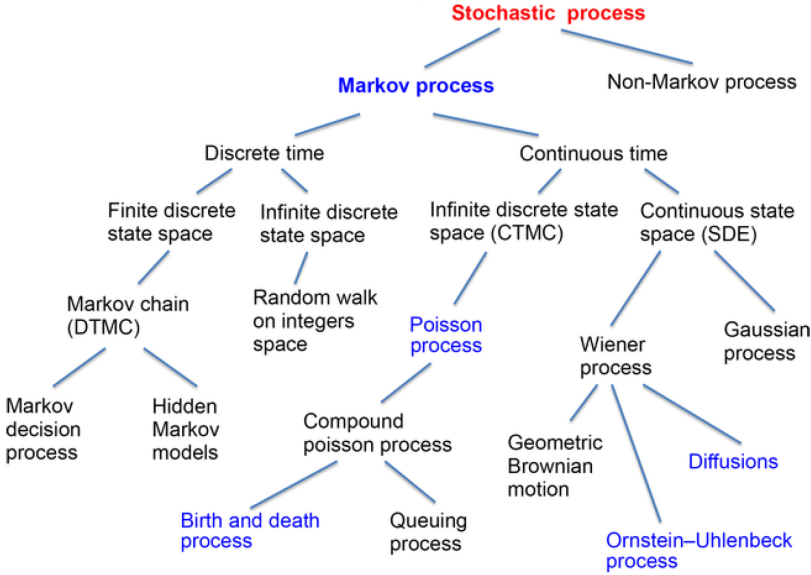 Stochastic process
Markov process
Non-Markov process
Discrete time
Continuous time
Finite discrete
state space
Infinite discrete
state space
Infinite discrete state
space (CTMC)
Continuous state
space (SDE)
Markov chain
(DTMC)
Random walk
on integers
space
Poisson
process
Wiener
process
Gaussian
process
Markov
decision
process
Hidden
Markov
models
Compound
poisson process
Geometric
Brownian
motion
Diffusions
Birth and death
process
Queuing
process
Ornstein–Uhlenbeck
process